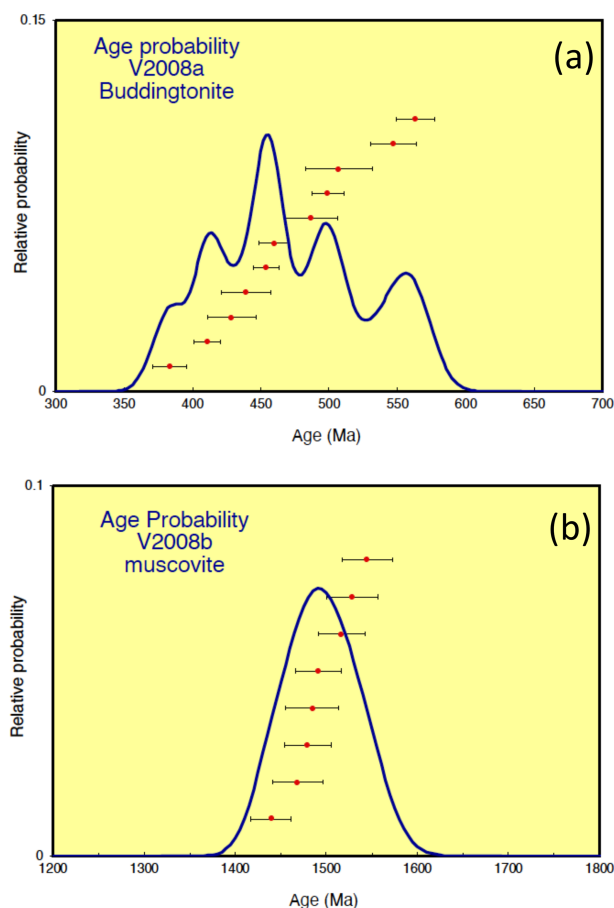 0.15
Age probability
V2008a
Buddingtonite
(a)
Relative probability
0
300 350 400 450 500 550 600 650 700
Age (Ma)
0.1
Age Probability
V2008b
muscovite
(b)
Relative probability
0
1200 1300 1400 1500 1600 1700 1800
Age (Ma)